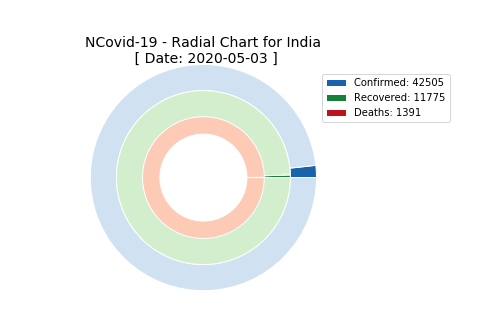 NCovid-19 - Radial Chart for India
[ Date: 2020-05-03 ]
Confirmed: 42505
Recovered: 11775
Deaths: 1391